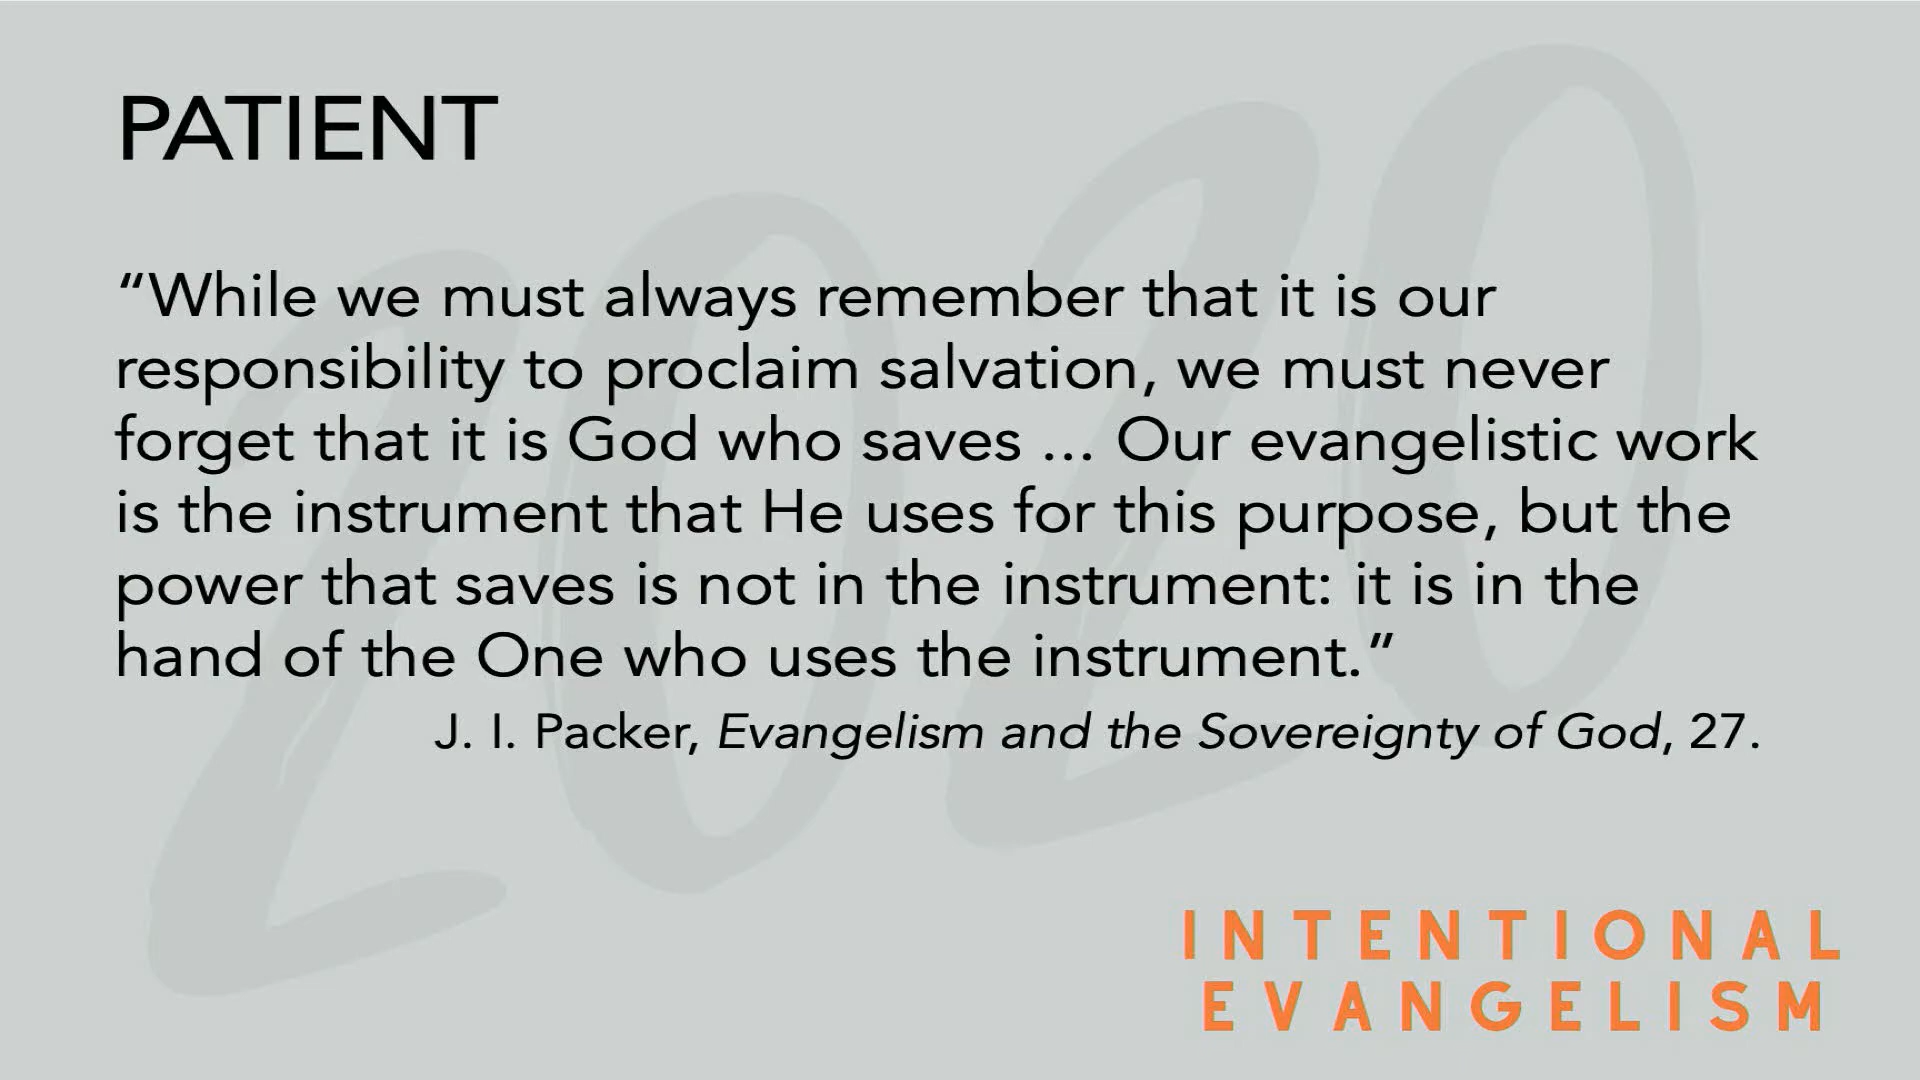 PATIENT
“While we must always remember that it is our
responsibility to proclaim salvation, we must never
forget that it is God who saves ... Our evangelistic work
is the instrument that He uses for this purpose, but the
power that saves is not in the instrument: it is in the
hand of the One who uses the instrument.”
J. I. Packer, Evangelism and the Sovereignty of God, 27.
2020
INTENTIONAL
EVANGELISM